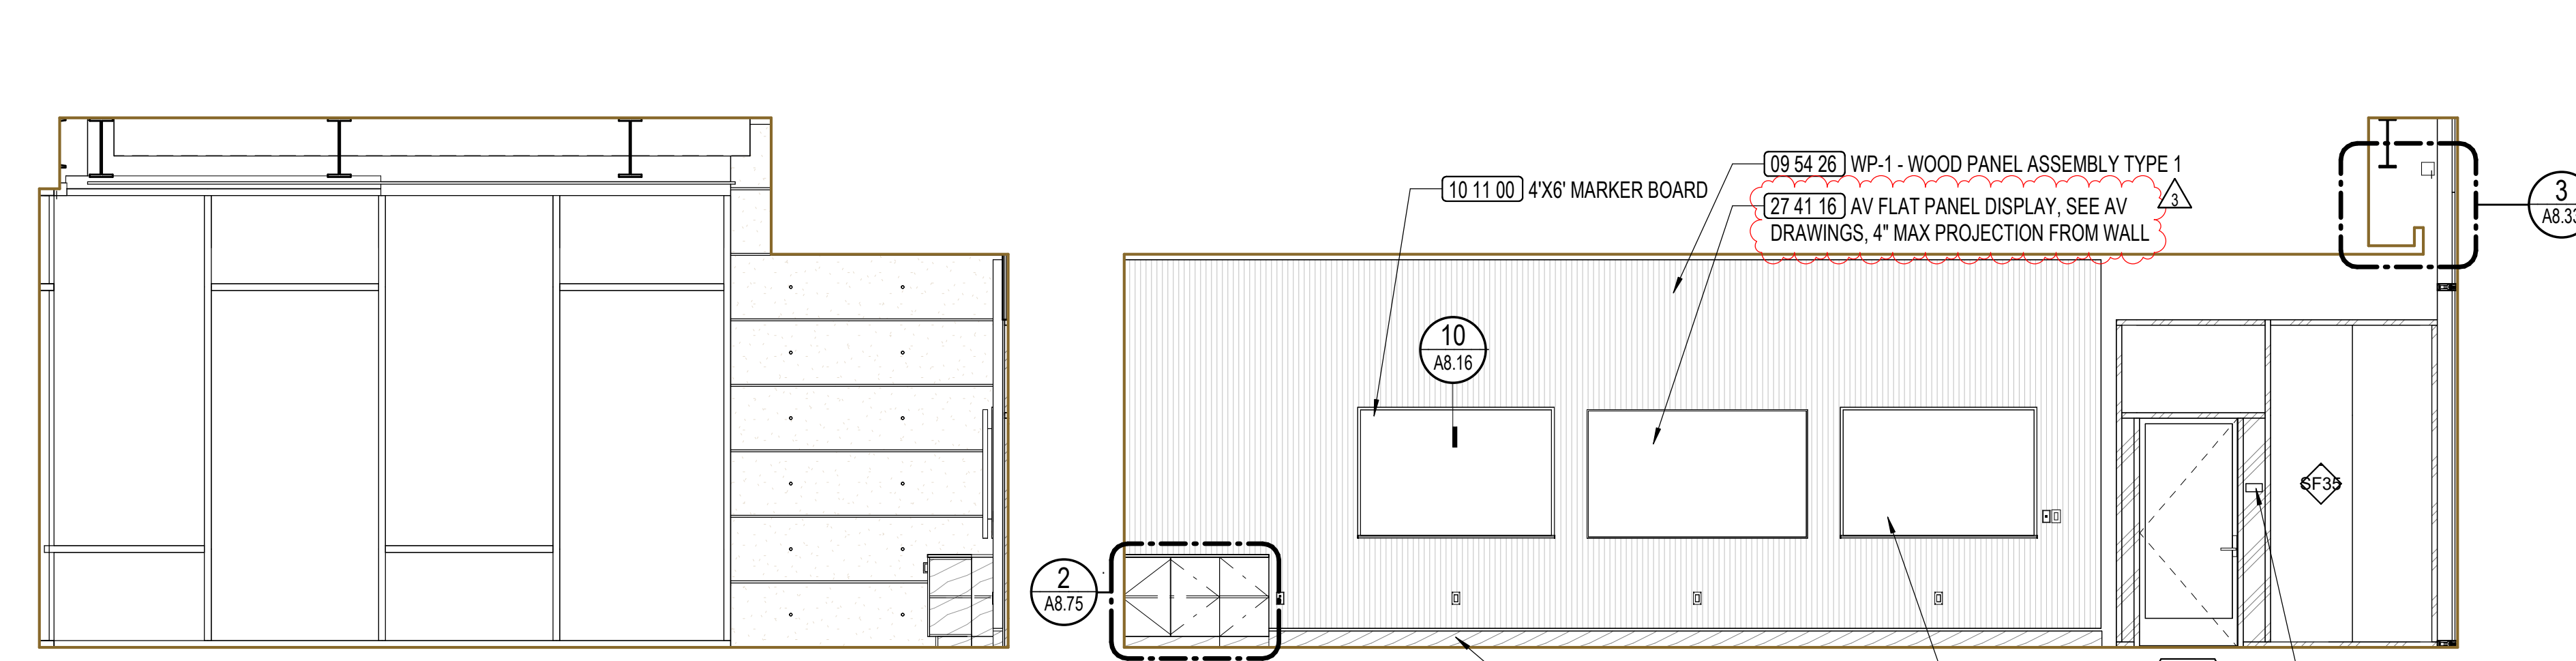 09 54 26 WP-1 - WOOD PANEL ASSEMBLY TYPE 1
10 11 00 4'X6' MARKER BOARD
27 41 16 AV FLAT PANEL DISPLAY, SEE AV
DRAWINGS, 4" MAX PROJECTION FROM WALL
3
3
10
A8.16
SF35
2
A8.75